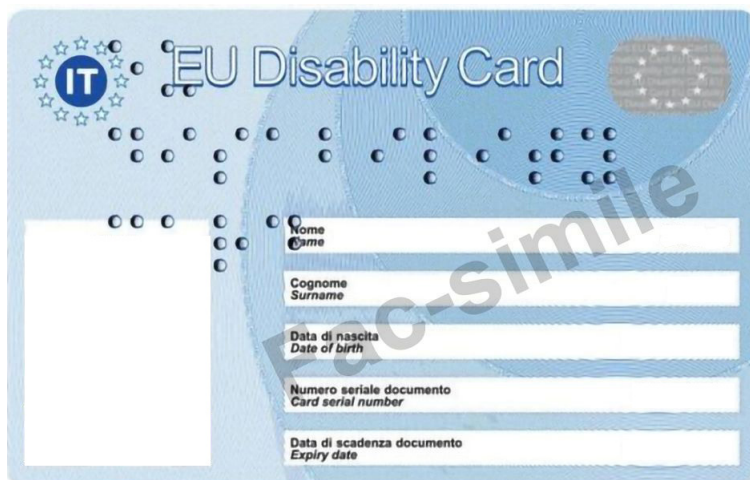 IT
EU Disability Card
Nome
Name
Cognome
Surname
Data di nascita
Date of birth
Numero seriale documento
Card serial number
Data di scadenza documento
Expiry date
Fac-simile